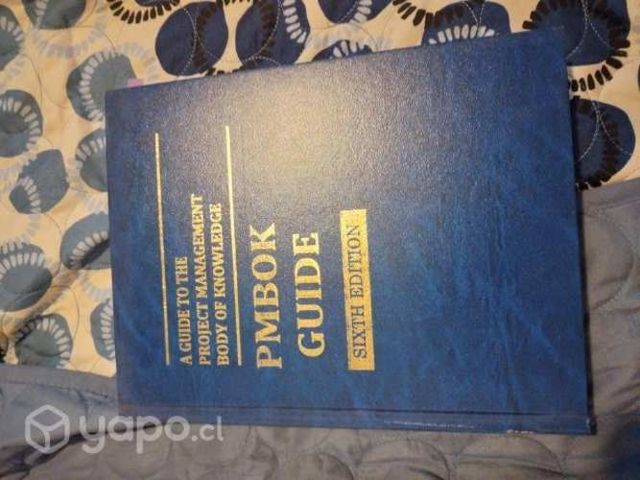 A GUIDE TO THE
PROJECT MANAGEMENT
BODY OF KNOWLEDGE
PMBOK
GUIDE
SIXTH EDITION
yapo.cl